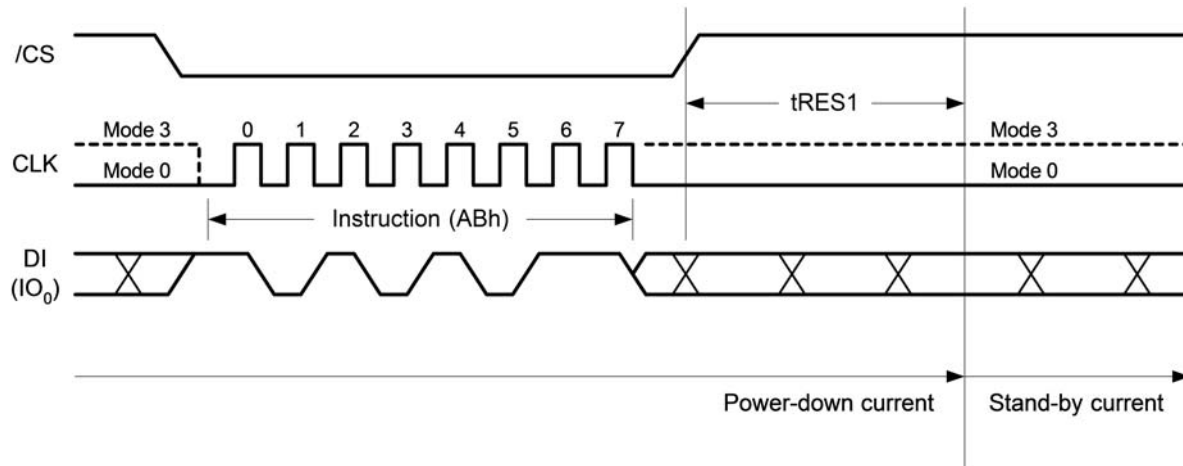 /CS
tRES1
Mode 3
0 1 2 3 4 5 6 7
Mode 3
CLK
Mode 0
Mode 0
Instruction (ABh)
DI
(IO₀)
Power-down current
Stand-by current